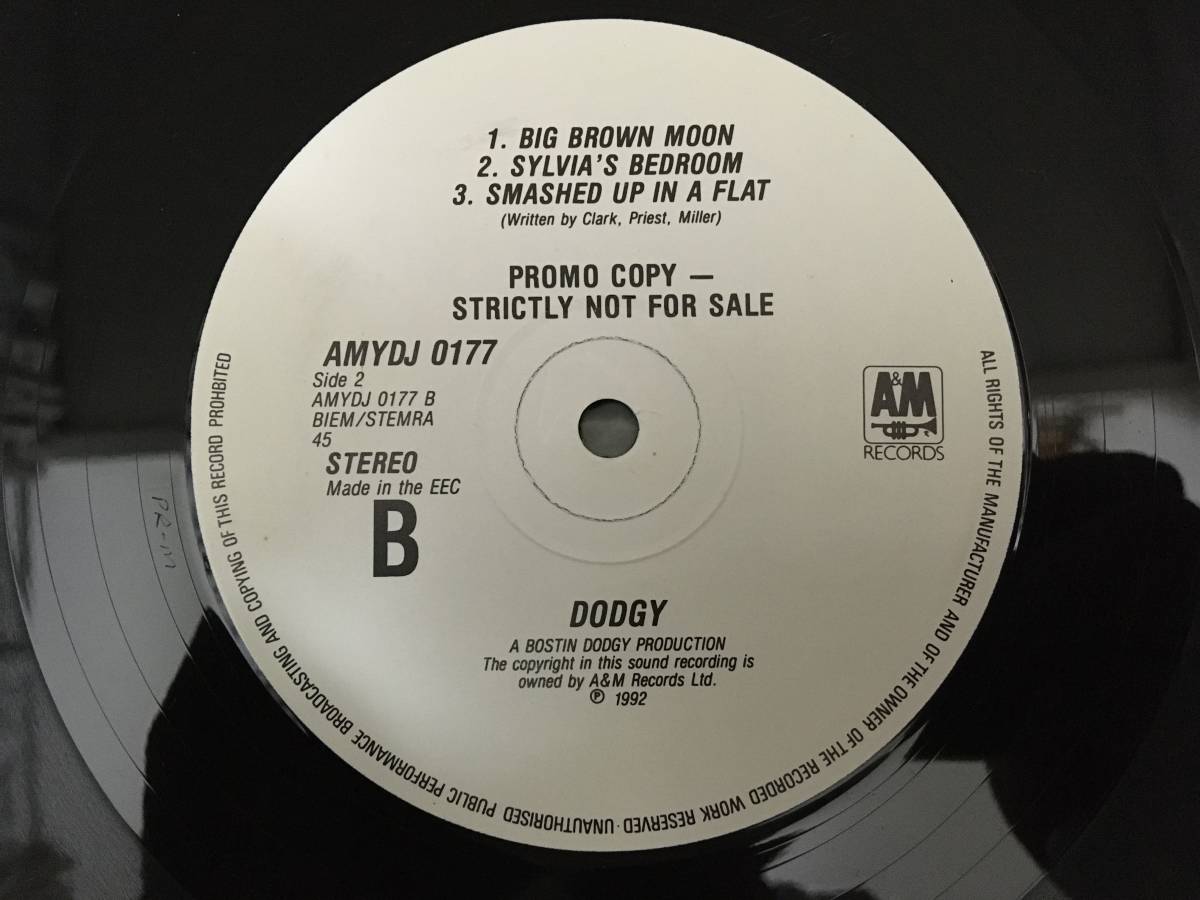 1. BIG BROWN MOON
2. SYLVIA'S BEDROOM
3. SMASHED UP IN A FLAT
(Written by Clark, Priest, Miller)
PROMO COPY —
STRICTLY NOT FOR SALE
AMYDJ 0177
Side 2
AMYDJ 0177 B
BIEM/STEMRA
45
STEREO
Made in the EEC
B
A&M
RECORDS
DODGY
A BOSTIN DODGY PRODUCTION
The copyright in this sound recording is
owned by A&M Records Ltd.
℗ 1992
ALL RIGHTS OF THE MANUFACTURER AND OF THE OWNER OF THE RECORDED WORK RESERVED · UNAUTHORISED PUBLIC PERFORMANCE BROADCASTING AND COPYING OF THIS RECORD PROHBITED